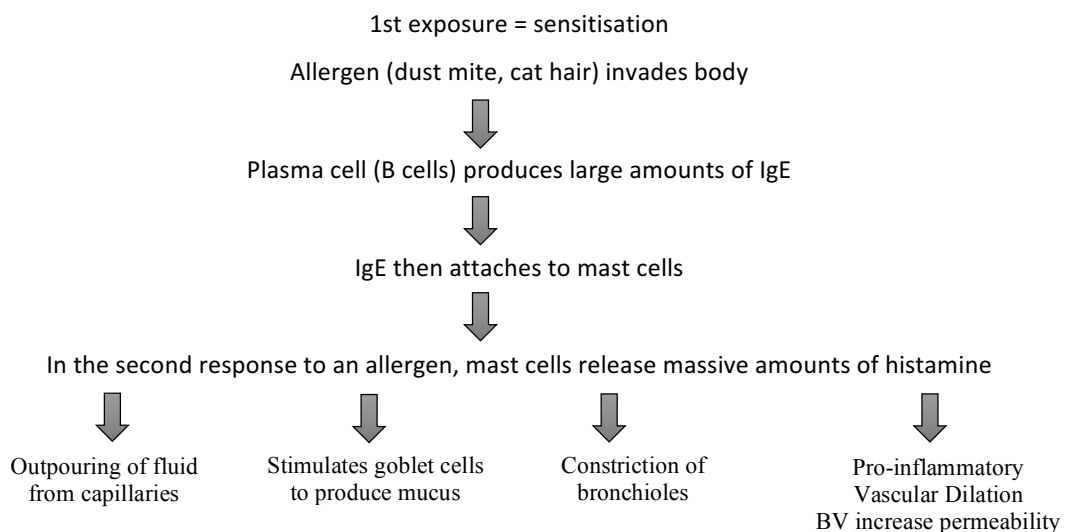 1st exposure = sensitisation
Allergen (dust mite, cat hair) invades body
Plasma cell (B cells) produces large amounts of IgE
IgE then attaches to mast cells
In the second response to an allergen, mast cells release massive amounts of histamine
Outpouring of fluid
from capillaries
Stimulates goblet cells
to produce mucus
Constriction of
bronchioles
Pro-inflammatory
Vascular Dilation
BV increase permeability